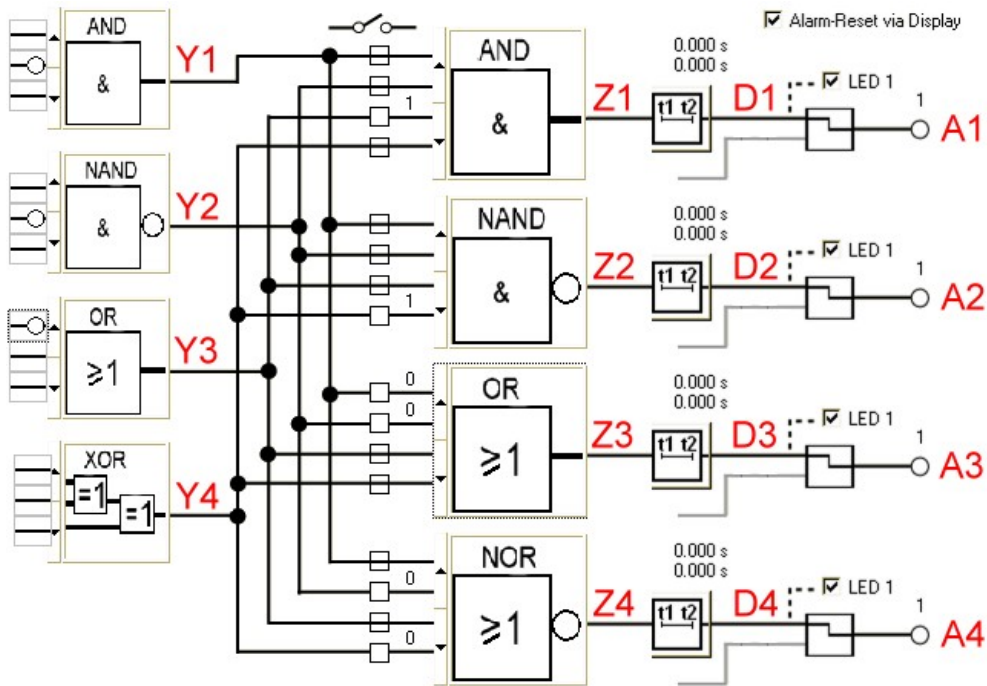 Alarm-Reset via Display
AND
&
Y1
NAND
&
Y2
OR
≥1
Y3
XOR
=1
=1
Y4
1
AND
&
Z1
0.000 s
0.000 s
t1 t2
D1
LED 1
1
A1
1
NAND
&
Z2
0.000 s
0.000 s
t1 t2
D2
LED 1
1
A2
0
0
OR
≥1
Z3
0.000 s
0.000 s
t1 t2
D3
LED 1
1
A3
0
0
NOR
≥1
Z4
0.000 s
0.000 s
t1 t2
D4
LED 1
1
A4